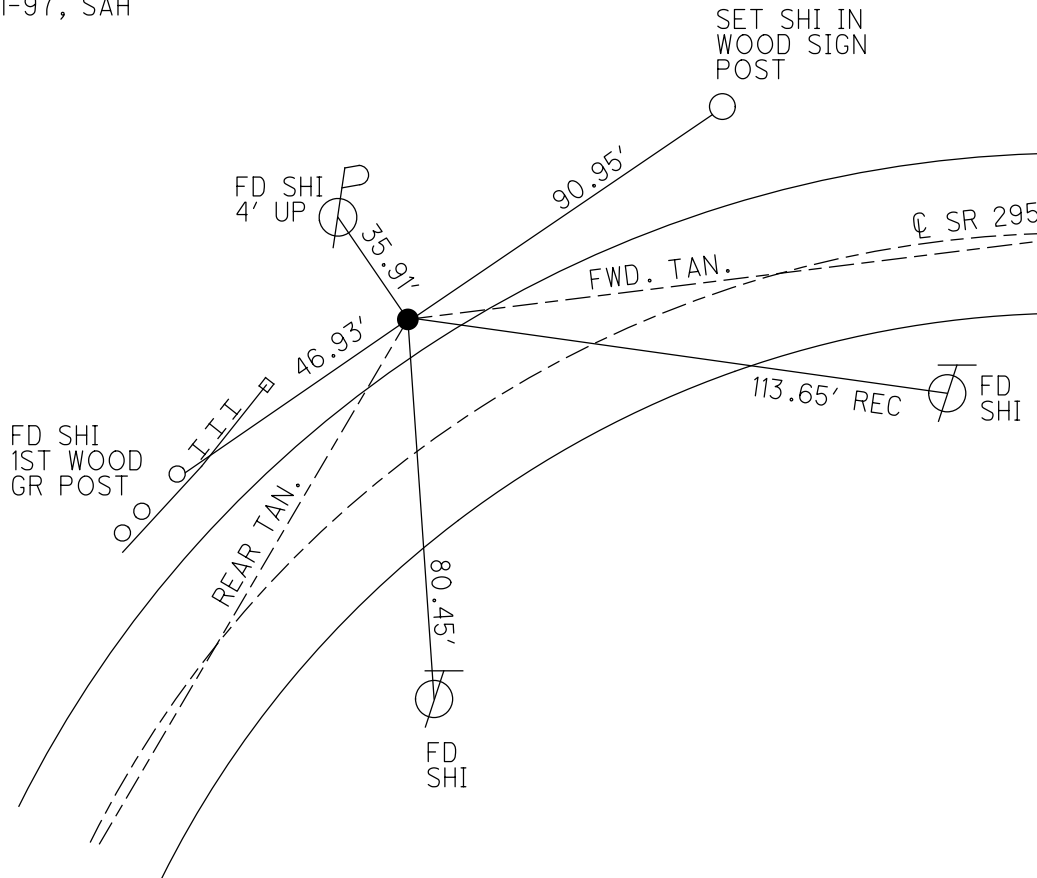 1-97, SAH
SET SHI IN
WOOD SIGN
POST
90.95'
FD SHI
4' UP
35.91'
℄ SR 295
FWD. TAN.
46.93'
113.65' REC
FD
SHI
FD SHI
1ST WOOD
GR POST
REAR TAN.
80.45'
FD
SHI